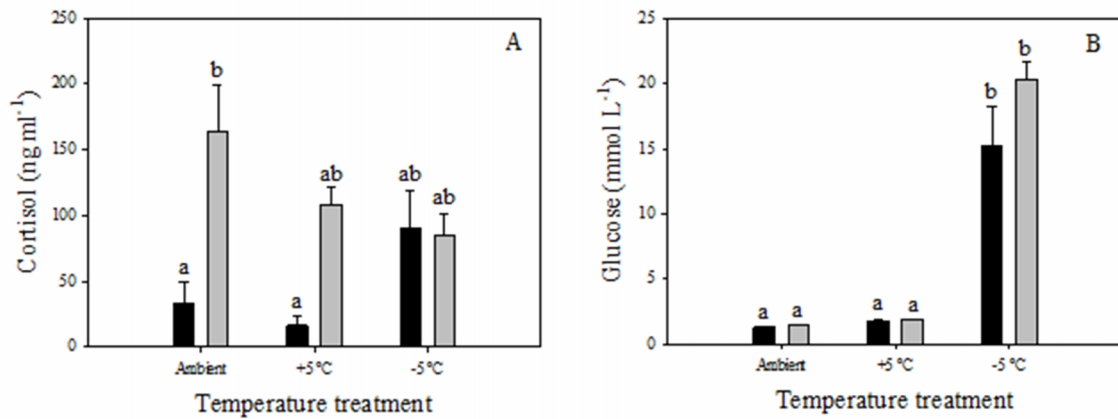 A
250
200
150
100
50
0
Cortisol (ng ml⁻¹)
a
b
a
ab
ab
ab
Ambient
+5 °C
-5 °C
Temperature treatment
B
25
20
15
10
5
0
Glucose (mmol L⁻¹)
a
a
a
a
b
b
Ambient
+5 °C
-5 °C
Temperature treatment